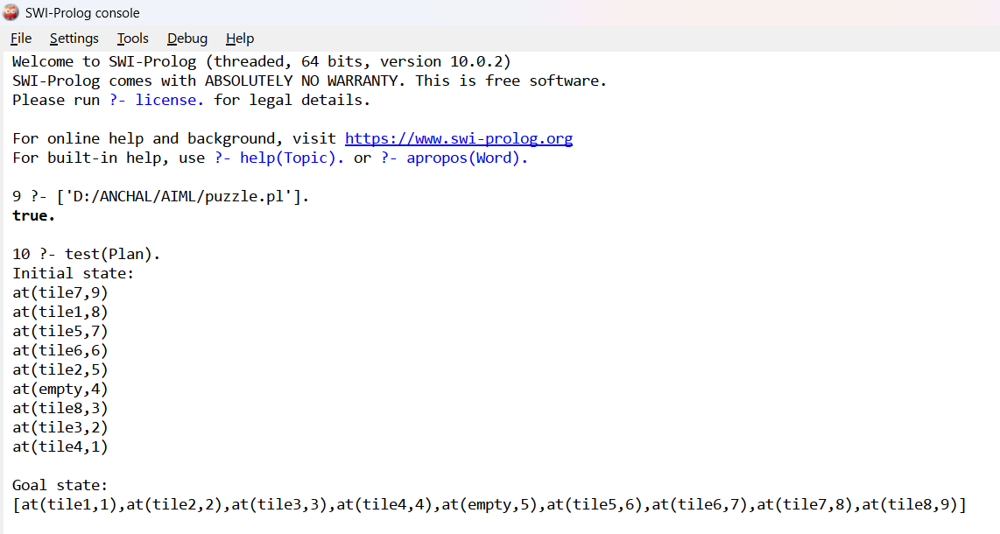 SWI-Prolog console
File Settings Tools Debug Help
Welcome to SWI-Prolog (threaded, 64 bits, version 10.0.2)
SWI-Prolog comes with ABSOLUTELY NO WARRANTY. This is free software.
Please run ?- license. for legal details.
For online help and background, visit https://www.swi-prolog.org
For built-in help, use ?- help(Topic). or ?- apropos(Word).
9 ?- ['D:/ANCHAL/AIML/puzzle.pl'].
true.
10 ?- test(Plan).
Initial state:
at(tile7,9)
at(tile1,8)
at(tile5,7)
at(tile6,6)
at(tile2,5)
at(empty,4)
at(tile8,3)
at(tile3,2)
at(tile4,1)
Goal state:
[at(tile1,1),at(tile2,2),at(tile3,3),at(tile4,4),at(empty,5),at(tile5,6),at(tile6,7),at(tile7,8),at(tile8,9)]